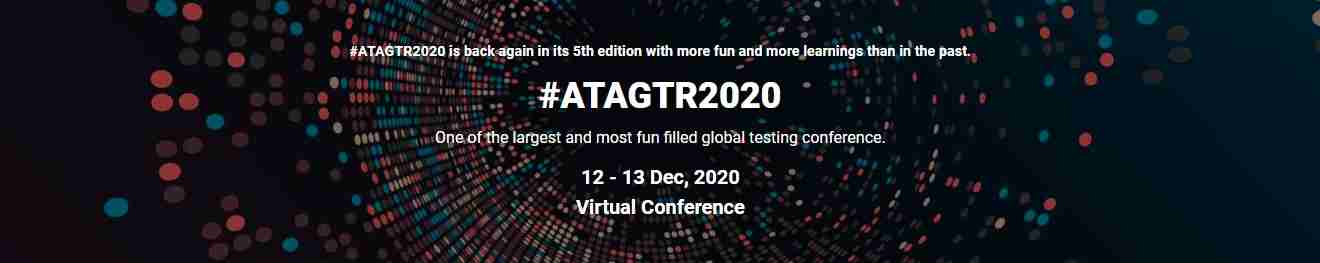 #ATAGTR2020 is back again in its 5th edition with more fun and more learnings than in the past.
#ATAGTR2020
One of the largest and most fun filled global testing conference.
12 - 13 Dec, 2020
Virtual Conference